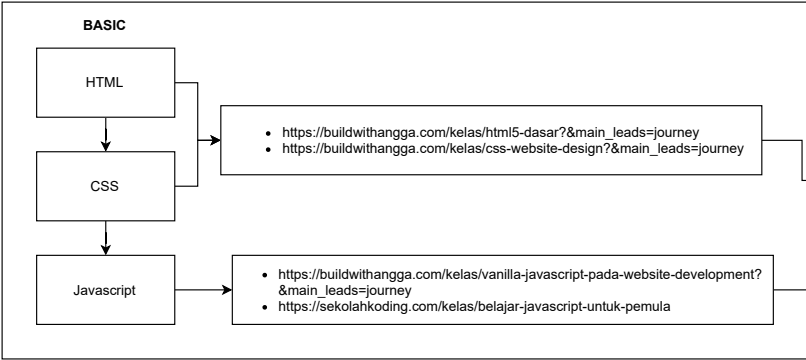 BASIC
HTML
• https://buildwithangga.com/kelas/html5-dasar?&main_leads=journey
• https://buildwithangga.com/kelas/css-website-design?&main_leads=journey
CSS
Javascript
• https://buildwithangga.com/kelas/vanilla-javascript-pada-website-development?
&main_leads=journey
• https://sekolahkoding.com/kelas/belajar-javascript-untuk-pemula